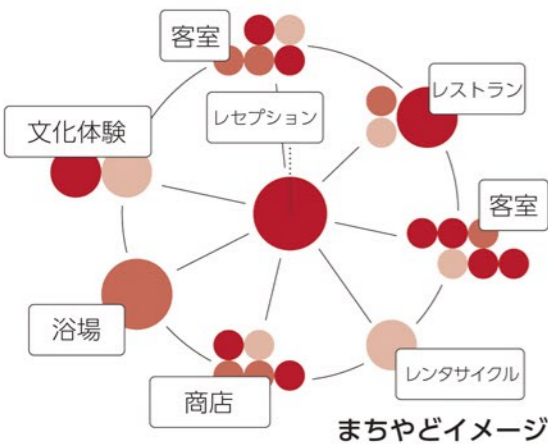 客室
レストラン
レセプション
文化体験
客室
浴場
レンタサイクル
商店
まちやどイメージ